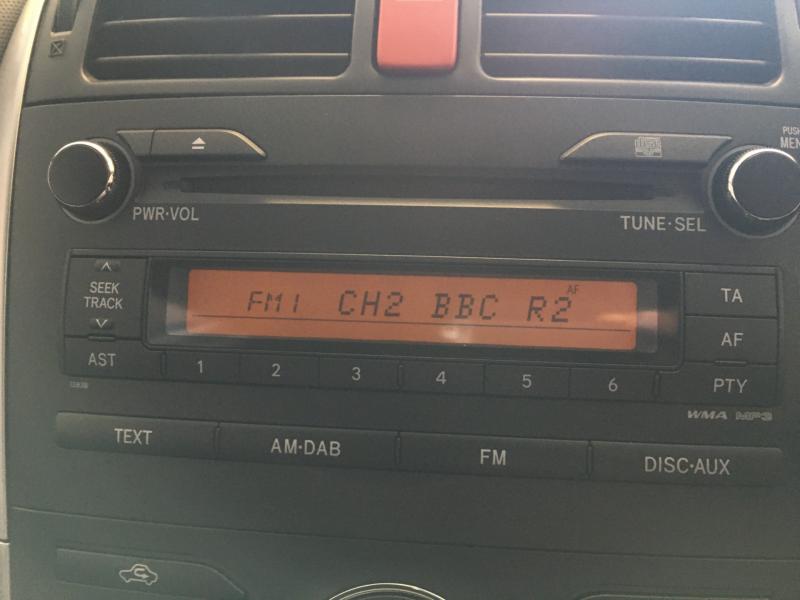 PUSH
MEN
PWR·VOL
TUNE·SEL
SEEK
TRACK
AF
FM1 CH2 BBC R2
TA
AF
AST
1 2 3 4 5 6
PTY
WMA MP3
TEXT
AM·DAB
FM
DISC·AUX